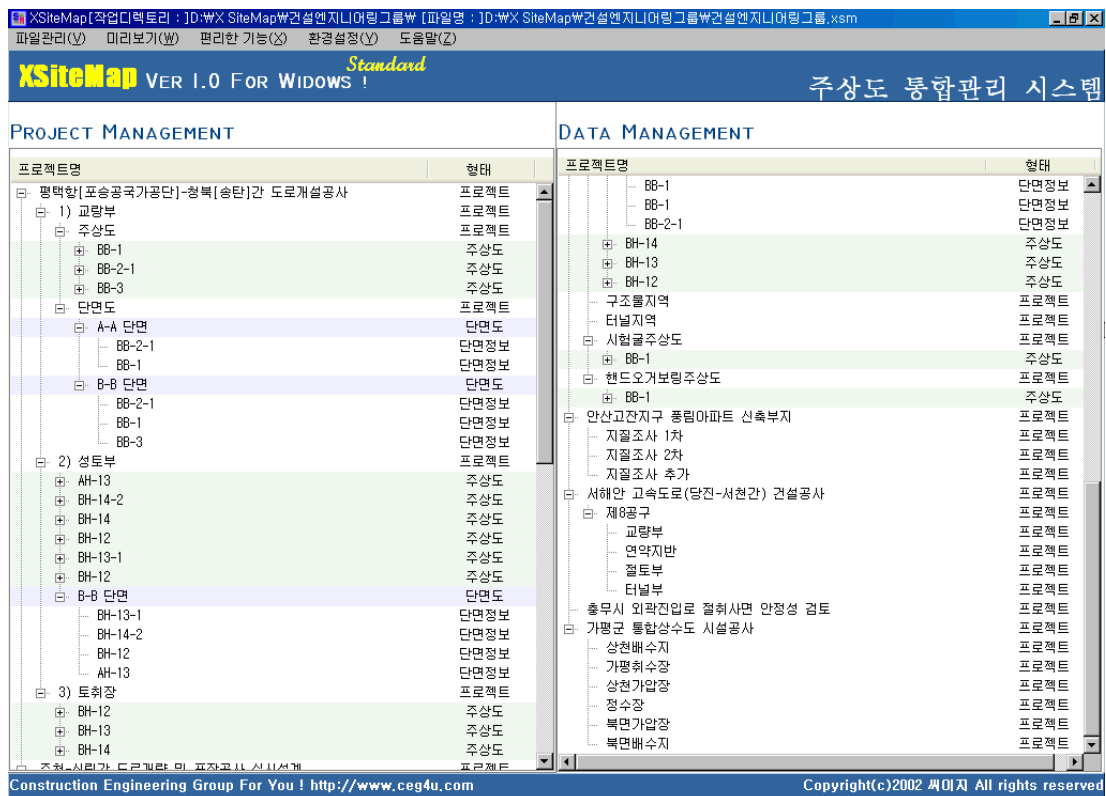 XSiteMap[작업디렉토리 : ]D:￦X SiteMap￦건설엔지니어링그룹￦ [파일명 : ]D:￦X SiteMap￦건설엔지니어링그룹￦건설엔지니어링그룹.xsm
파일관리(V) 미리보기(W) 편리한 기능(X) 환경설정(Y) 도움말(Z)
Standard
XSiteMap VER 1.0 FOR WIDOWS !
주상도 통합관리 시스템
PROJECT MANAGEMENT
프로젝트명 형태
평택항[포승공국가공단]-청북[송탄]간 도로개설공사 프로젝트
1) 교량부 프로젝트
주상도 프로젝트
BB-1 주상도
BB-2-1 주상도
BB-3 주상도
단면도 프로젝트
A-A 단면 단면도
BB-2-1 단면정보
BB-1 단면정보
B-B 단면 단면도
BB-2-1 단면정보
BB-1 단면정보
BB-3 단면정보
2) 성토부 프로젝트
AH-13 주상도
BH-14-2 주상도
BH-14 주상도
BH-12 주상도
BH-13-1 주상도
BH-12 주상도
B-B 단면 단면도
BH-13-1 단면정보
BH-14-2 단면정보
BH-12 단면정보
AH-13 단면정보
3) 토취장 프로젝트
BH-12 주상도
BH-13 주상도
BH-14 주상도
도로개량 및 포장공사 실시설계 프로젝트
DATA MANAGEMENT
프로젝트명 형태
BB-1 단면정보
BB-1 단면정보
BB-2-1 단면정보
BH-14 주상도
BH-13 주상도
BH-12 주상도
구조물지역 프로젝트
터널지역 프로젝트
시험굴주상도 프로젝트
BB-1 주상도
핸드오거보링주상도 프로젝트
BB-1 주상도
안산고잔지구 풍림아파트 신축부지 프로젝트
지질조사 1차 프로젝트
지질조사 2차 프로젝트
지질조사 추가 프로젝트
서해안 고속도로(당진-서천간) 건설공사 프로젝트
제8공구 프로젝트
교량부 프로젝트
연약지반 프로젝트
절토부 프로젝트
터널부 프로젝트
충무시 외곽진입로 절취사면 안정성 검토 프로젝트
가평군 통합상수도 시설공사 프로젝트
상천배수지 프로젝트
가평취수장 프로젝트
상천가압장 프로젝트
정수장 프로젝트
북면가압장 프로젝트
북면배수지 프로젝트
Construction Engineering Group For You ! http://www.ceg4u.com
Copyright(c)2002 씨이지 All rights reserved